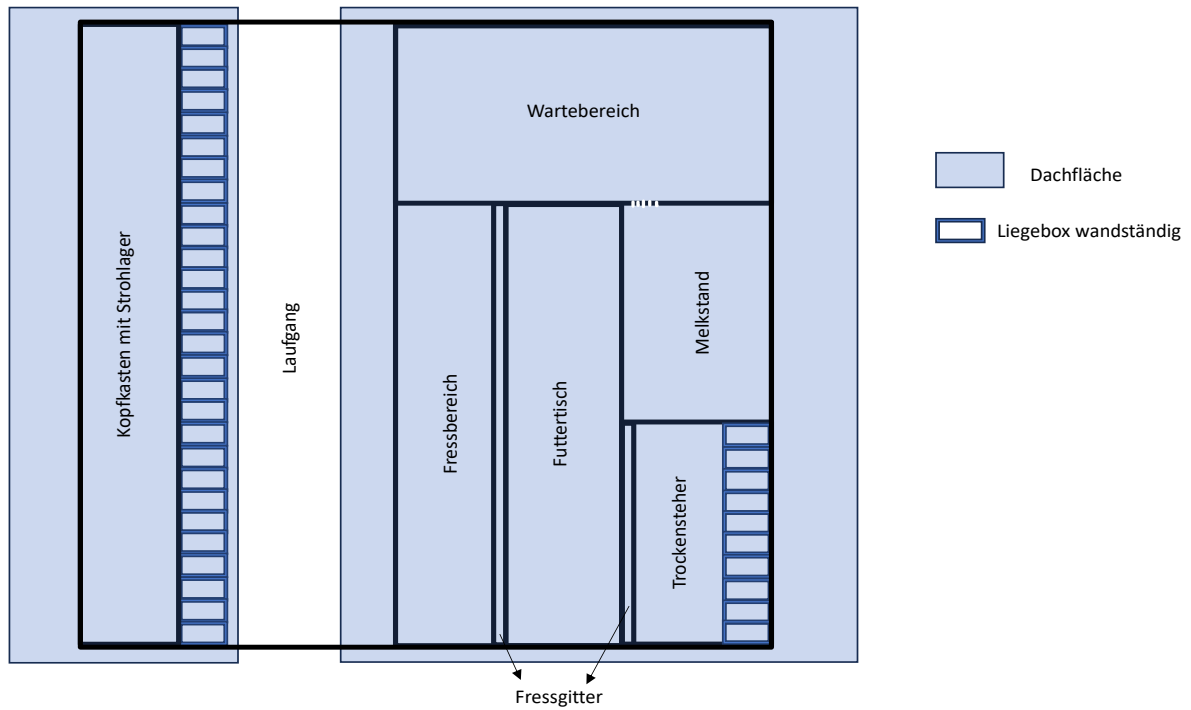 Wartebereich
Dachfläche
Liegebox wandständig
Kopfkasten mit Strohlager
Laufgang
Fressbereich
Futtertisch
Melkstand
Trockensteher
Fressgitter